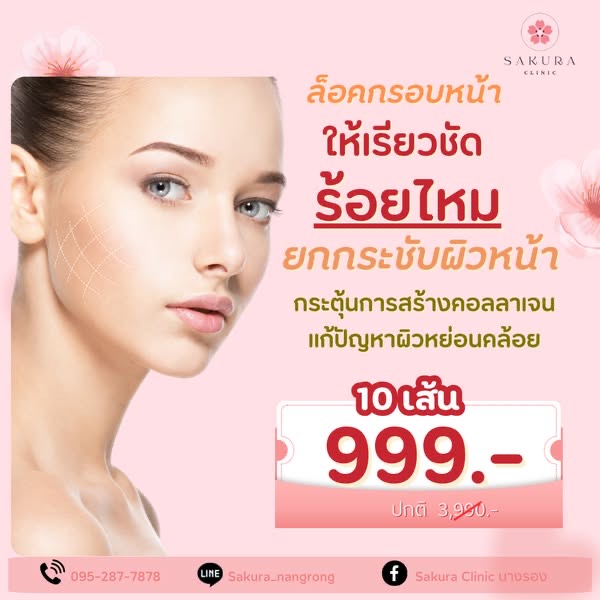 SAKURA
CLINIC
ล็อคกรอบหน้า
ให้เรียวชัด
ร้อยไหม
ยกกระชับผิวหน้า
กระตุ้นการสร้างคอลลาเจน
แก้ปัญหาผิวหย่อนคล้อย
10 เส้น
999.-
ปกติ 3,990.-
095-287-7878
LINE
Sakura_nangrong
Sakura Clinic นางรอง